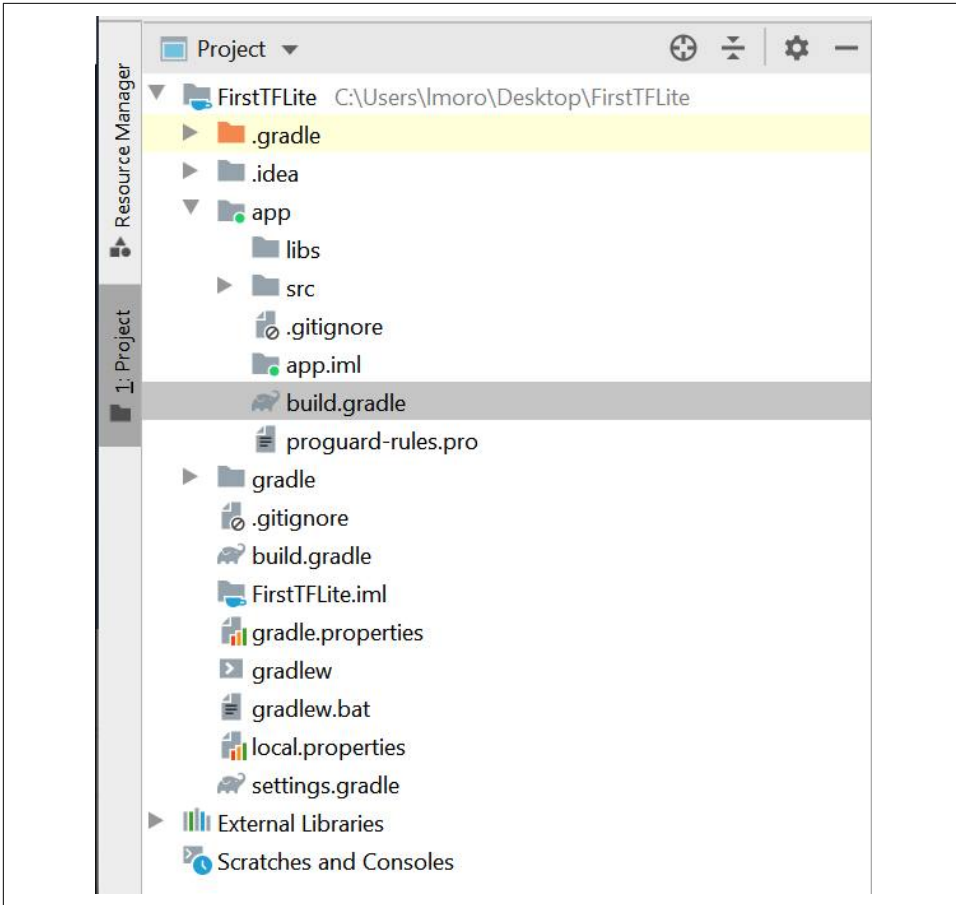 Resource Manager
1: Project
Project
FirstTFLite C:\Users\lmoro\Desktop\FirstTFLite
.gradle
.idea
app
libs
src
.gitignore
app.iml
build.gradle
proguard-rules.pro
gradle
.gitignore
build.gradle
FirstTFLite.iml
gradle.properties
gradlew
gradlew.bat
local.properties
settings.gradle
External Libraries
Scratches and Consoles